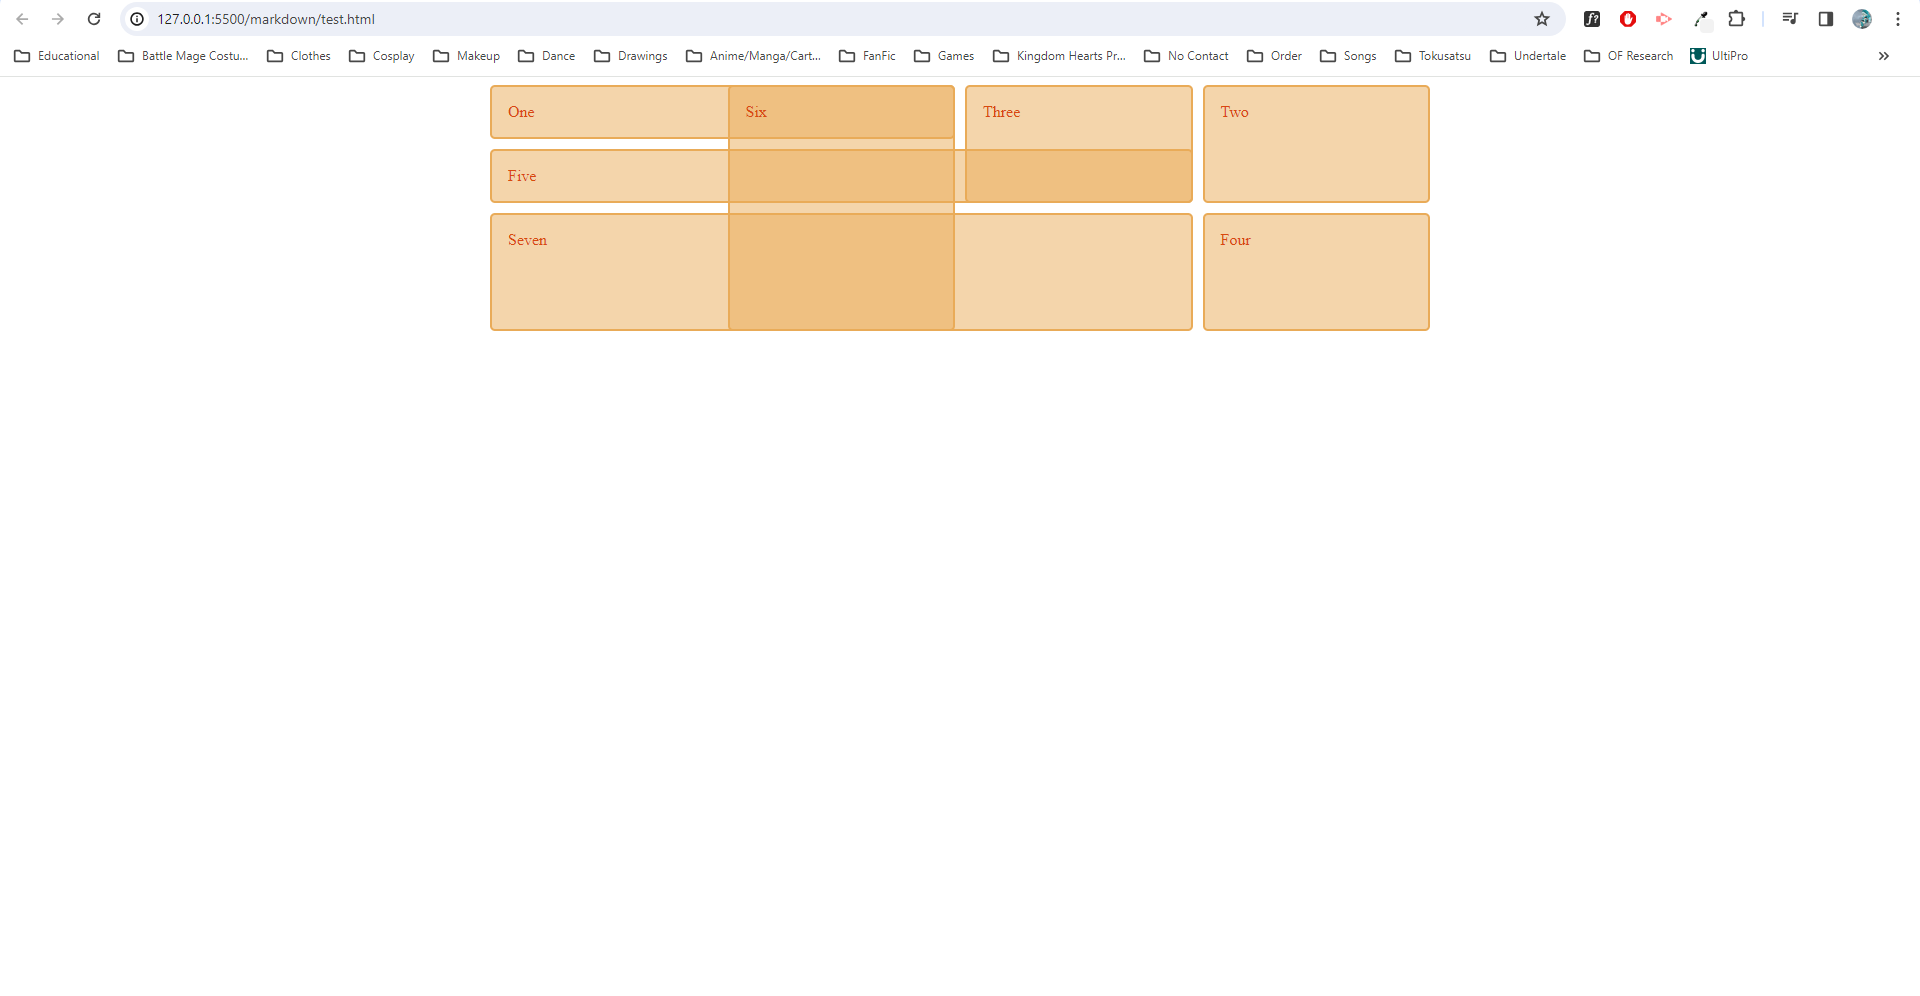 127.0.0.1:5500/markdown/test.html
f?
Educational Battle Mage Costu... Clothes Cosplay Makeup Dance Drawings Anime/Manga/Cart... FanFic Games Kingdom Hearts Pr... No Contact Order Songs Tokusatsu Undertale OF Research UltiPro
One Six Three Two
Five
Seven Four